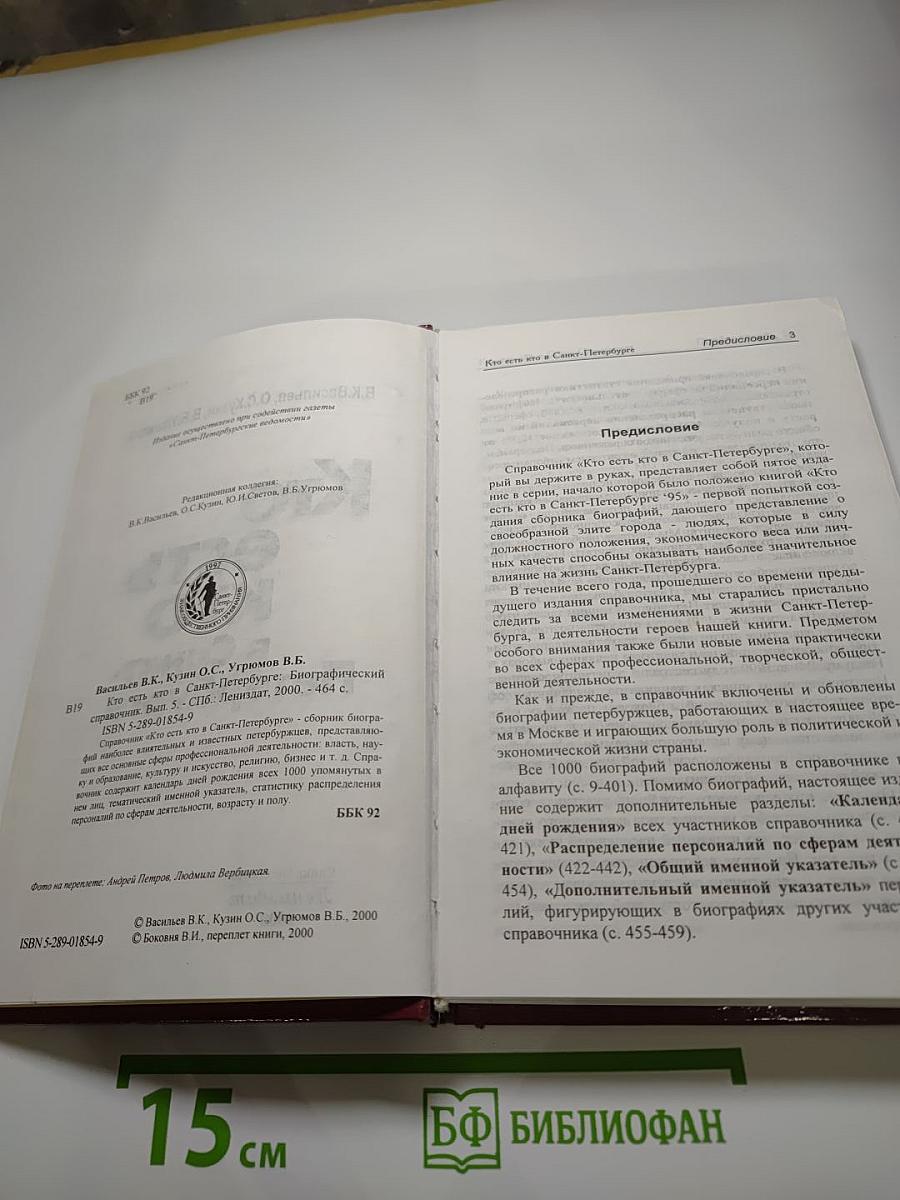 ББК 92
В19
Издание осуществлено при содействии газеты
«Санкт-Петербургские ведомости»
Редакционная коллегия:
В.К.Васильев, О.С.Кузин, Ю.И.Светов, В.Б.Угрюмов
1997
Санкт-
Петер-
бург
Васильев В.К., Кузин О.С., Угрюмов В.Б.
В19 Кто есть кто в Санкт-Петербурге: Биографический
справочник. Вып. 5. - СПб.: Лениздат, 2000. - 464 с.
ISBN 5-289-01854-9
Справочник «Кто есть кто в Санкт-Петербурге» - сборник биогра-
фий наиболее влиятельных и известных петербуржцев, представляю-
щих все основные сферы профессиональной деятельности: власть, нау-
ку и образование, культуру и искусство, религию, бизнес и т. д. Спра-
вочник содержит календарь дней рождения всех 1000 упомянутых в
нем лиц, тематический именной указатель, статистику распределения
персоналий по сферам деятельности, возрасту и полу.
ББК 92
Фото на переплете: Андрей Петров, Людмила Вербицкая.
© Васильев В.К., Кузин О.С., Угрюмов В.Б., 2000
ISBN 5-289-01854-9 © Боковня В.И., переплет книги, 2000
Кто есть кто в Санкт-Петербурге Предисловие 3
Предисловие
Справочник «Кто есть кто в Санкт-Петербурге», кото-
рый вы держите в руках, представляет собой пятое изда-
ние в серии, начало которой было положено книгой «Кто
есть кто в Санкт-Петербурге ‘95» - первой попыткой соз-
дания сборника биографий, дающего представление о
своеобразной элите города - людях, которые в силу
должностного положения, экономического веса или лич-
ных качеств способны оказывать наиболее значительное
влияние на жизнь Санкт-Петербурга.
В течение всего года, прошедшего со времени преды-
дущего издания справочника, мы старались пристально
следить за всеми изменениями в жизни Санкт-Петер-
бурга, в деятельности героев нашей книги. Предметом
особого внимания также были новые имена практически
во всех сферах профессиональной, творческой, общест-
венной деятельности.
Как и прежде, в справочник включены и обновлены
биографии петербуржцев, работающих в настоящее вре-
мя в Москве и играющих большую роль в политической и
экономической жизни страны.
Все 1000 биографий расположены в справочнике
алфавиту (с. 9-401). Помимо биографий, настоящее изд
ние содержит дополнительные разделы: «Календа
дней рождения» всех участников справочника (с.
421), «Распределение персоналий по сферам деят
ности» (422-442), «Общий именной указатель» (с
454), «Дополнительный именной указатель» пер
лий, фигурирующих в биографиях других учас
справочника (с. 455-459).
15 см
БФ БИБЛИОФАН